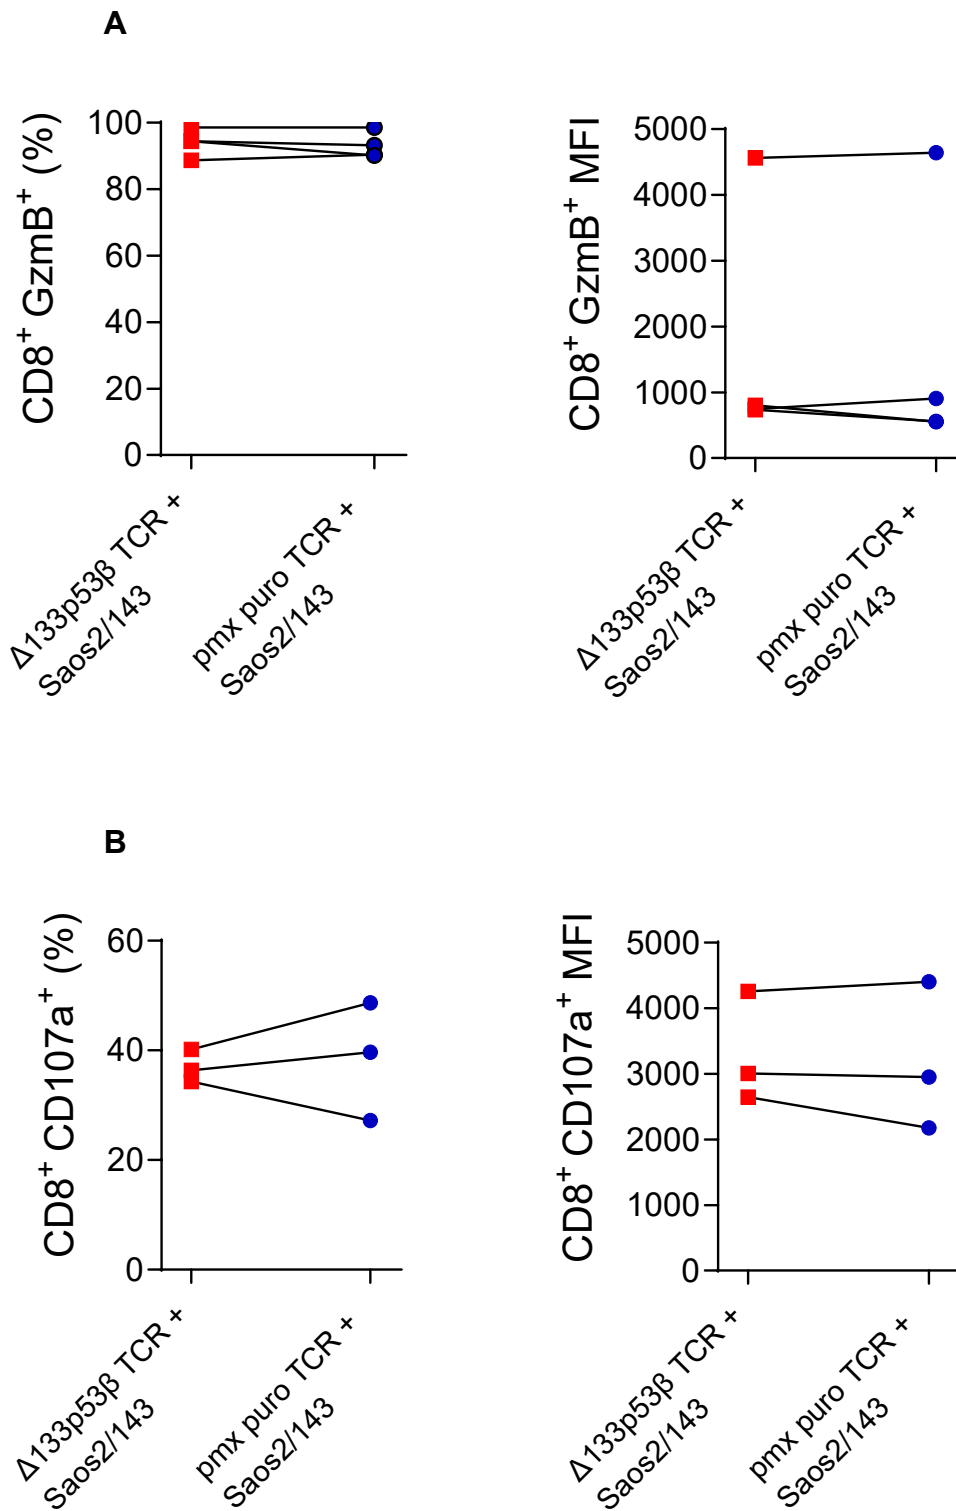 A
CD8⁺ GzmB⁺ (%)
100
80
60
40
20
0
Δ133p53β TCR +
Saos2/143
pmx puro TCR +
Saos2/143
CD8⁺ GzmB⁺ MFI
5000
4000
3000
2000
1000
0
Δ133p53β TCR +
Saos2/143
pmx puro TCR +
Saos2/143
B
CD8⁺ CD107a⁺ (%)
60
40
20
0
Δ133p53β TCR +
Saos2/143
pmx puro TCR +
Saos2/143
CD8⁺ CD107a⁺ MFI
5000
4000
3000
2000
1000
0
Δ133p53β TCR +
Saos2/143
pmx puro TCR +
Saos2/143